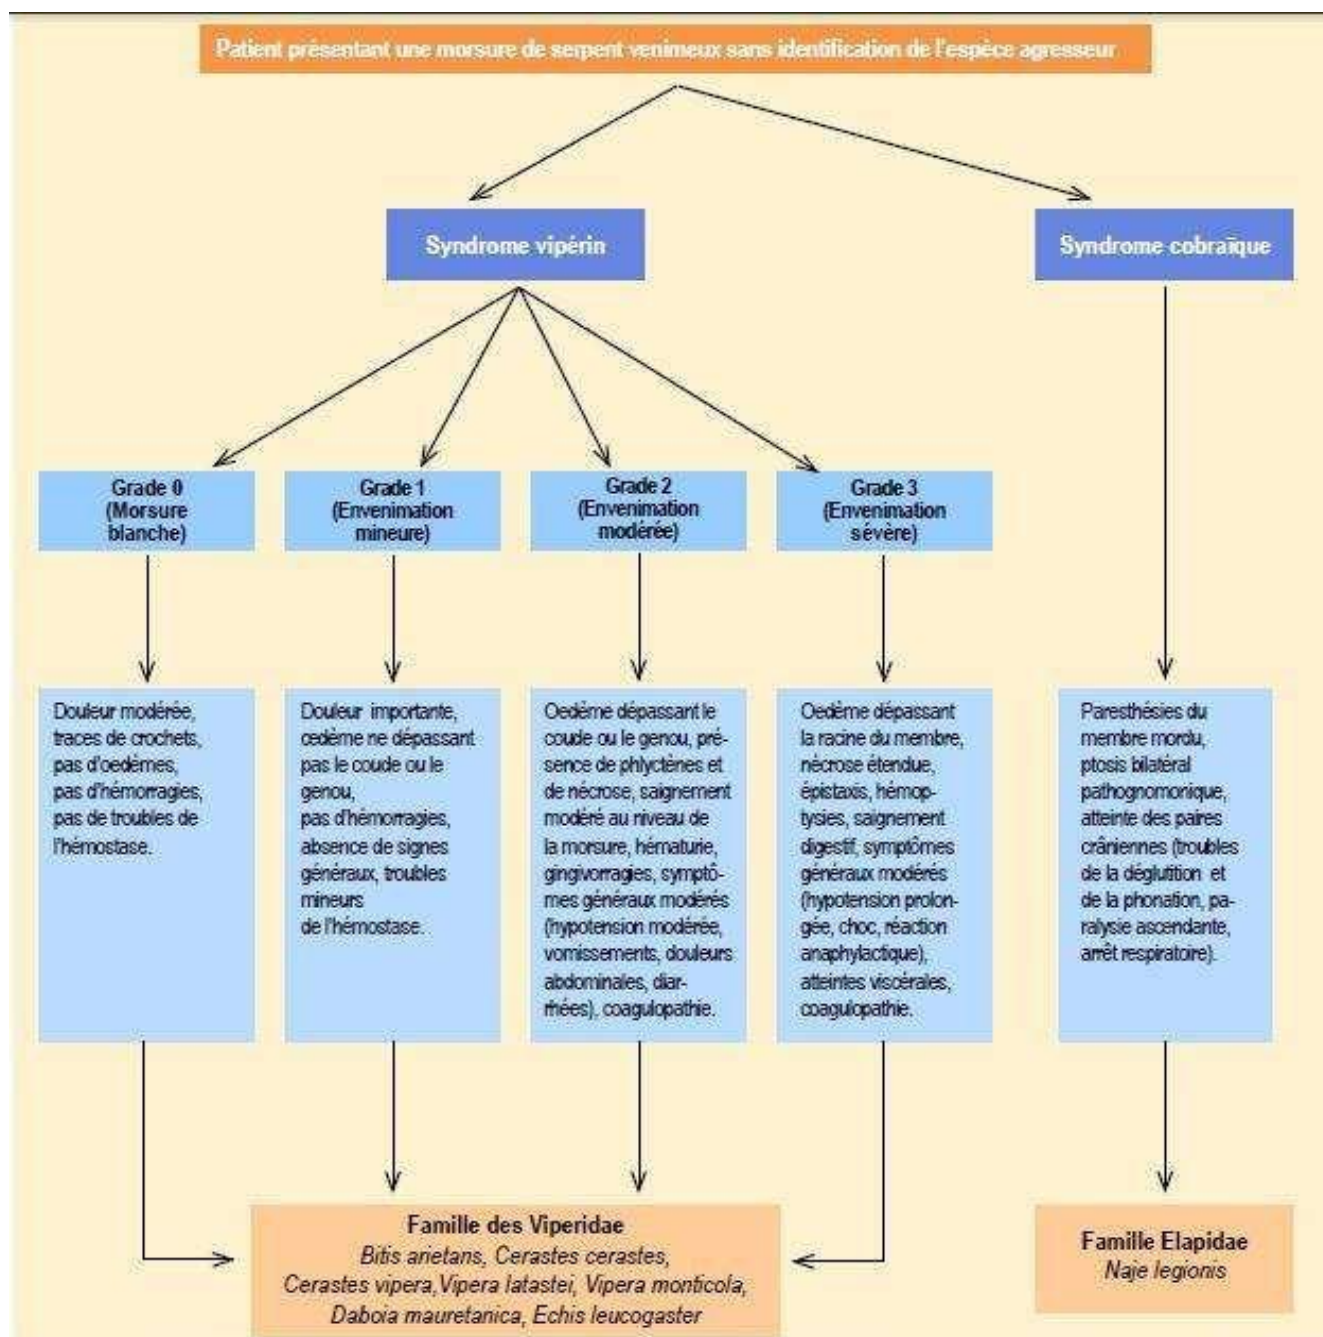 Patient présentant une morsure de serpent venimeux sans identification de l'espèce agresseur
Syndrome vipérin
Syndrome cobraïque
Grade 0
(Morsure
blanche)
Grade 1
(Envenimation
mineure)
Grade 2
(Envenimation
modérée)
Grade 3
(Envenimation
sévère)
Douleur modérée,
traces de crochets,
pas d'oedèmes,
pas d'hémorragies,
pas de troubles de
l'hémostase.
Douleur importante,
œdème ne dépassant
pas le coude ou le
genou,
pas d'hémorragies,
absence de signes
généraux, troubles
mineurs
de l'hémostase.
Oedème dépassant le
coude ou le genou, pré-
sence de phlyctènes et
de nécrose, saignement
modéré au niveau de
la morsure, hématurie,
gingivorragies, symptô-
mes généraux modérés
(hypotension modérée,
vomissements, douleurs
abdominales, diar-
rhées), coagulopathie.
Oedème dépassant
la racine du membre,
nécrose étendue,
épistaxis, hémop-
tysies, saignement
digestif, symptômes
généraux modérés
(hypotension prolon-
gée, choc, réaction
anaphylactique),
atteintes viscérales,
coagulopathie.
Paresthésies du
membre mordu,
ptosis bilatéral
pathognomonique,
atteinte des paires
crâniennes (troubles
de la déglutition et
de la phonation, pa-
ralysie ascendante,
arrêt respiratoire).
Famille des Viperidae
Bitis arietans, Cerastes cerastes,
Cerastes vipera,Vipera latastei, Vipera monticola,
Daboia mauretanica, Echis leucogaster
Famille Elapidae
Naje legionis